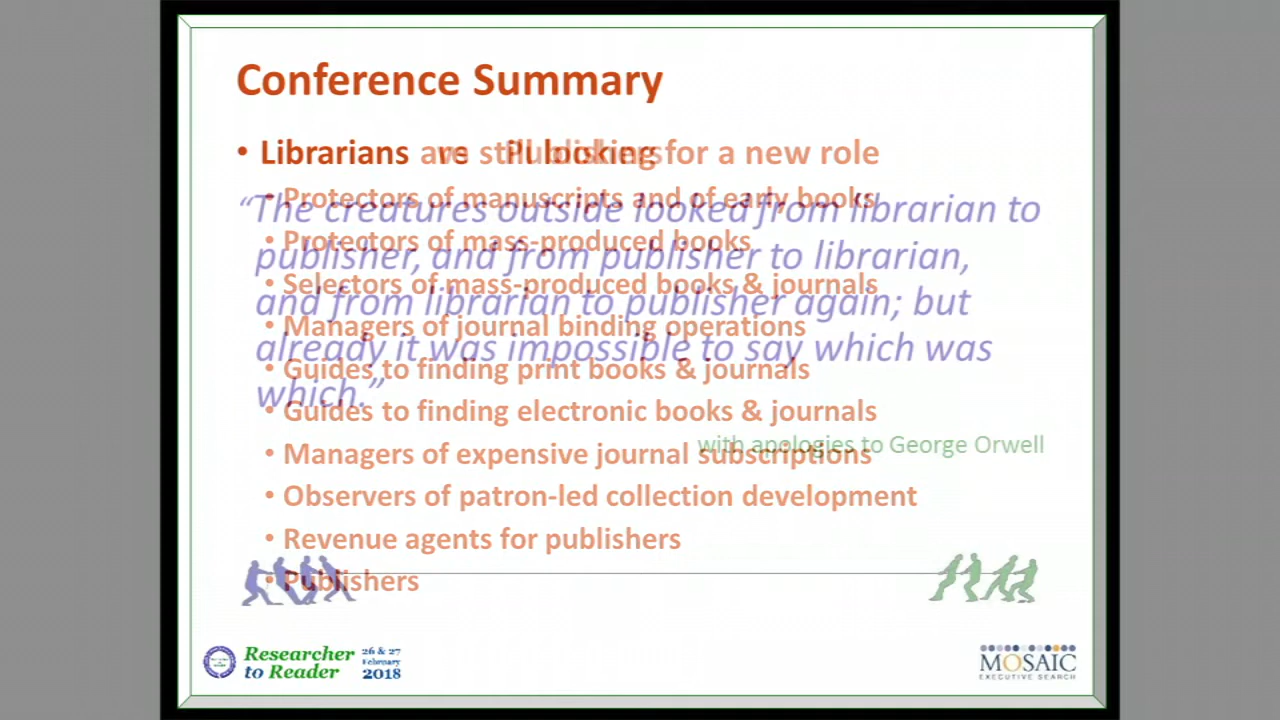 Conference Summary
• Librarians are still looking for a new role
Librarians vs Publishers
• Protectors of manuscripts and of early books
• Protectors of mass-produced books
• Selectors of mass-produced books & journals
• Managers of journal binding operations
• Guides to finding print books & journals
• Guides to finding electronic books & journals
• Managers of expensive journal subscriptions
• Observers of patron-led collection development
• Revenue agents for publishers
• Publishers
“The creatures outside looked from librarian to
publisher, and from publisher to librarian,
and from librarian to publisher again; but
already it was impossible to say which was
which.”
with apologies to George Orwell
Researcher
to Reader
26 & 27
February
2018
MOSAIC
EXECUTIVE SEARCH